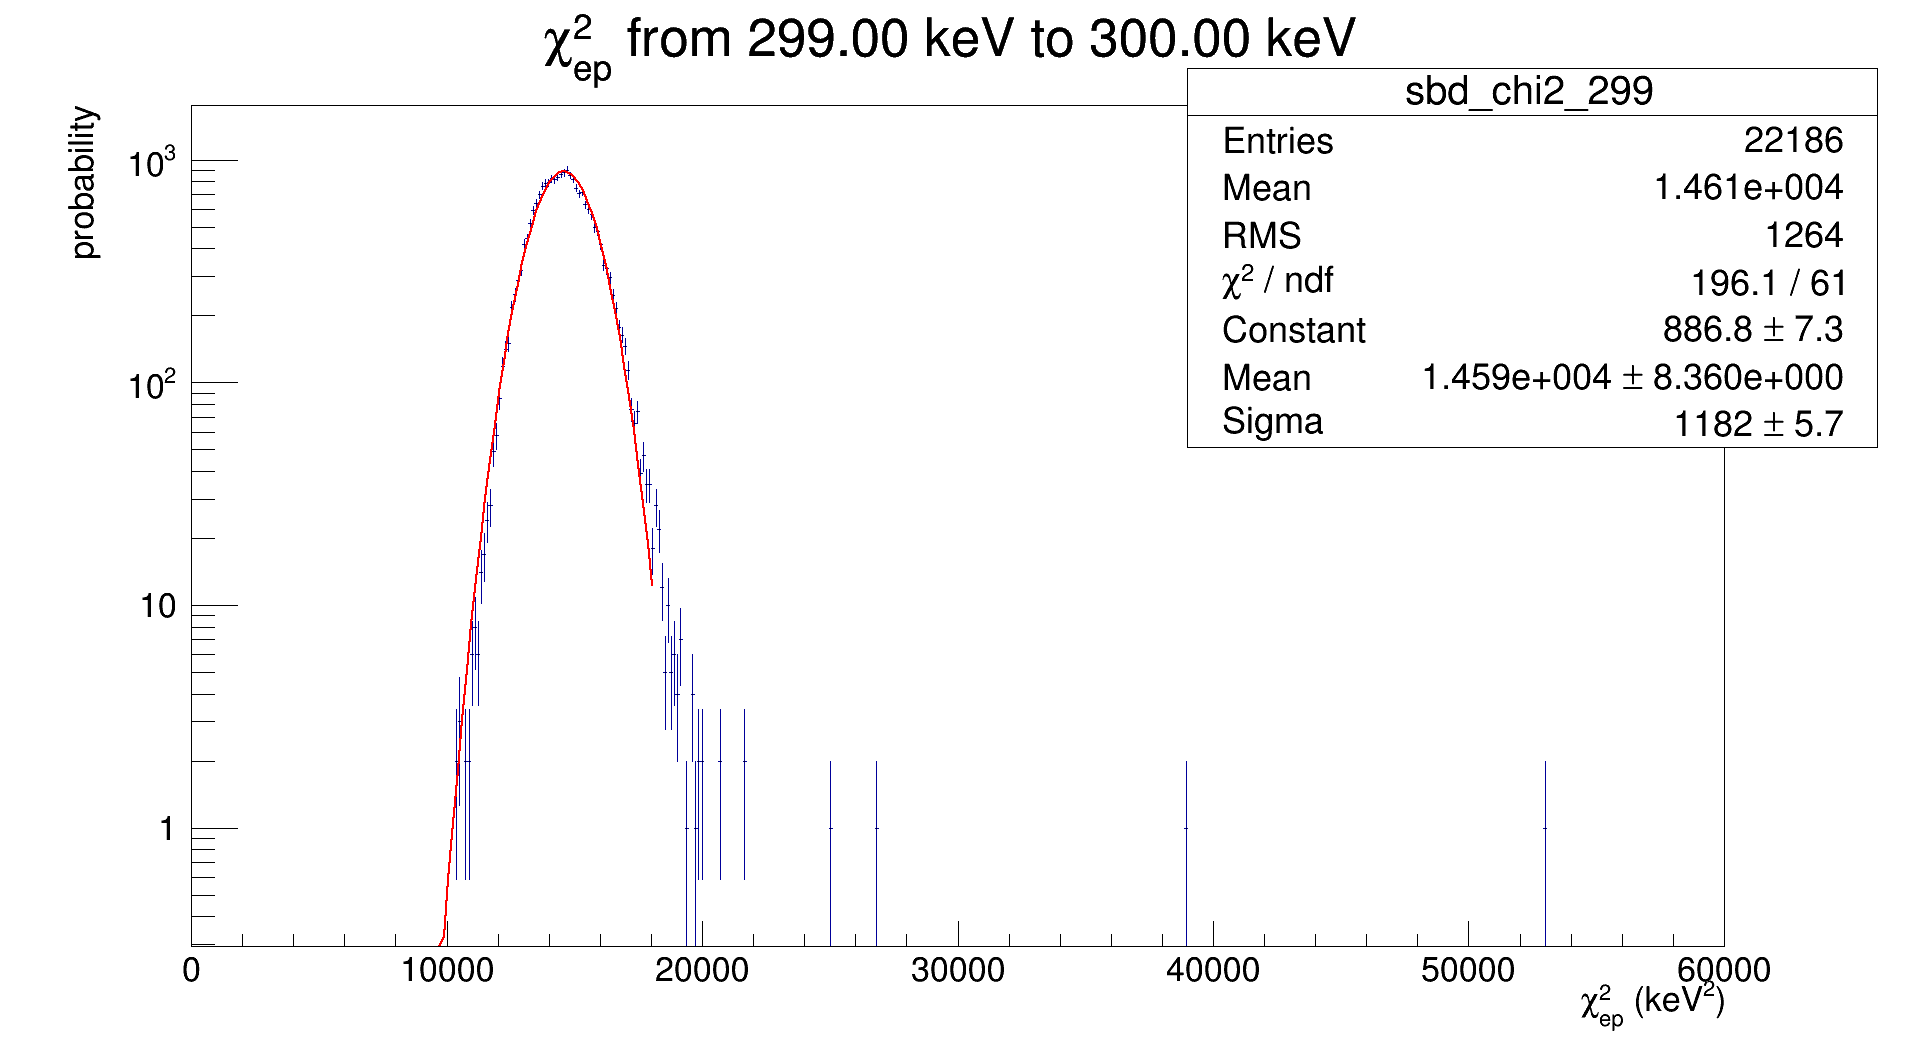 χ²ep from 299.00 keV to 300.00 keV
sbd_chi2_299
Entries 22186
Mean 1.461e+004
RMS 1264
χ² / ndf 196.1 / 61
Constant 886.8 ± 7.3
Mean 1.459e+004 ± 8.360e+000
Sigma 1182 ± 5.7
probability
10³
10²
10
1
0 10000 20000 30000 40000 50000 60000
χ²ep (keV²)